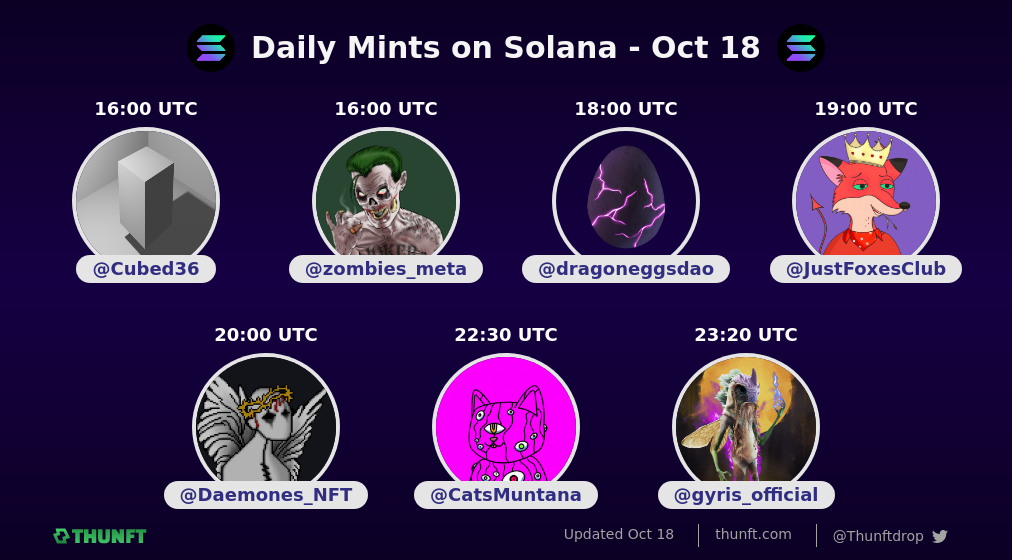 Daily Mints on Solana - Oct 18
16:00 UTC
@Cubed36
16:00 UTC
JOKER
@zombies_meta
18:00 UTC
@dragoneggsdao
19:00 UTC
@JustFoxesClub
20:00 UTC
@Daemones_NFT
22:30 UTC
@CatsMuntana
23:20 UTC
@gyris_official
THUNFT
Updated Oct 18
thunft.com
@Thunftdrop